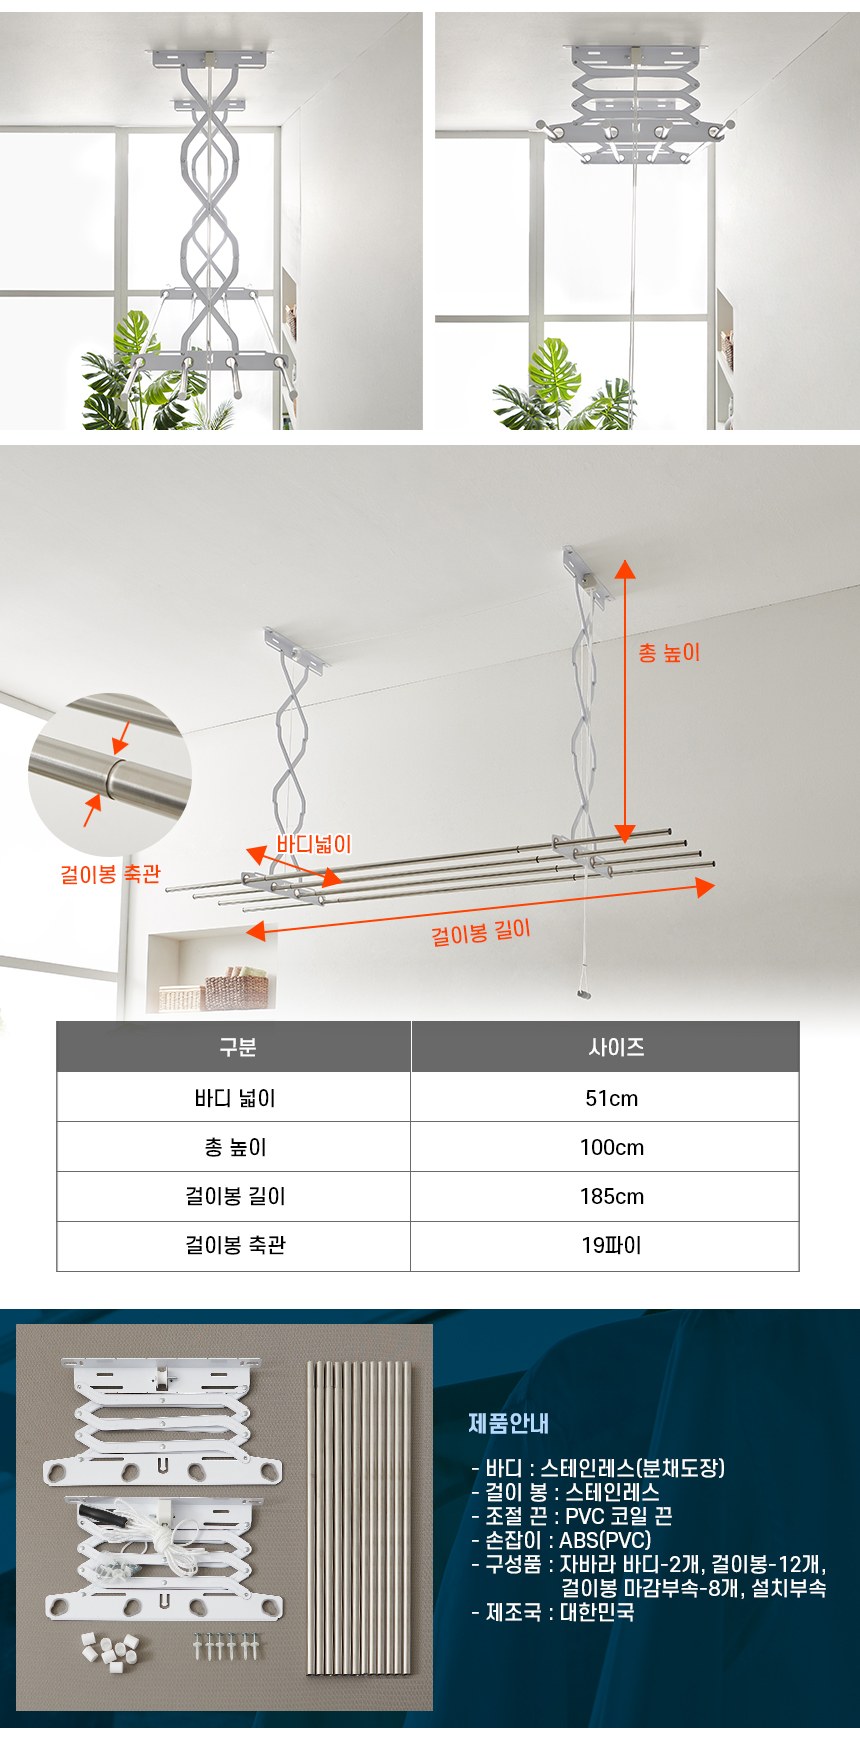 총 높이
바디넓이
걸이봉 축관
걸이봉 길이
구분 사이즈
바디 넓이 51cm
총 높이 100cm
걸이봉 길이 185cm
걸이봉 축관 19파이
제품안내
- 바디 : 스테인레스(분채도장)
- 걸이 봉 : 스테인레스
- 조절 끈 : PVC 코일 끈
- 손잡이 : ABS(PVC)
- 구성품 : 자바라 바디-2개, 걸이봉-12개,
걸이봉 마감부속-8개, 설치부속
- 제조국 : 대한민국